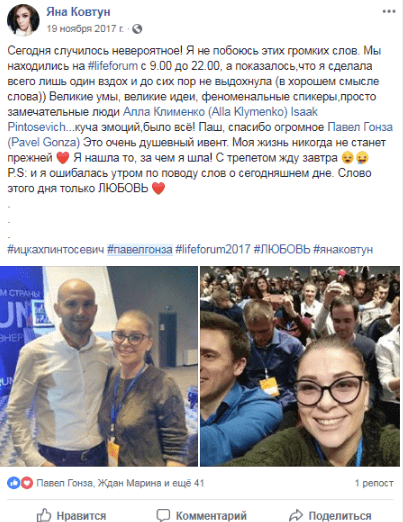 Яна Ковтун
19 ноября 2017 г. ·
Сегодня случилось невероятное! Я не побоюсь этих громких слов. Мы
находились на #lifeforum с 9.00 до 22.00, а показалось,что я сделала
всего лишь один вздох и до сих пор не выдохнула (в хорошем смысле
слова)) Великие умы, великие идеи, феноменальные спикеры,просто
замечательные люди Алла Клименко (Alla Klymenko) Isaak
Pintosevich...куча эмоций,было всё! Паш, спасибо огромное Павел Гонза
(Pavel Gonza) Это очень душевный ивент. Моя жизнь никогда не станет
прежней ❤ Я нашла то, за чем я шла! С трепетом жду завтра 😌😜
P.S: и я ошибалась утром по поводу слов о сегодняшнем дне. Слово
этого дня только ЛЮБОВЬ ❤
.
.
.
#ицхакпинтосевич #павелгонза #lifeforum2017 #ЛЮБОВЬ #янаковтун
М СТРАНЫ
UN
ЭНЕР
Павел Гонза, Ждан Марина и ещё 41
1 репост
Нравится
Комментарий
Поделиться